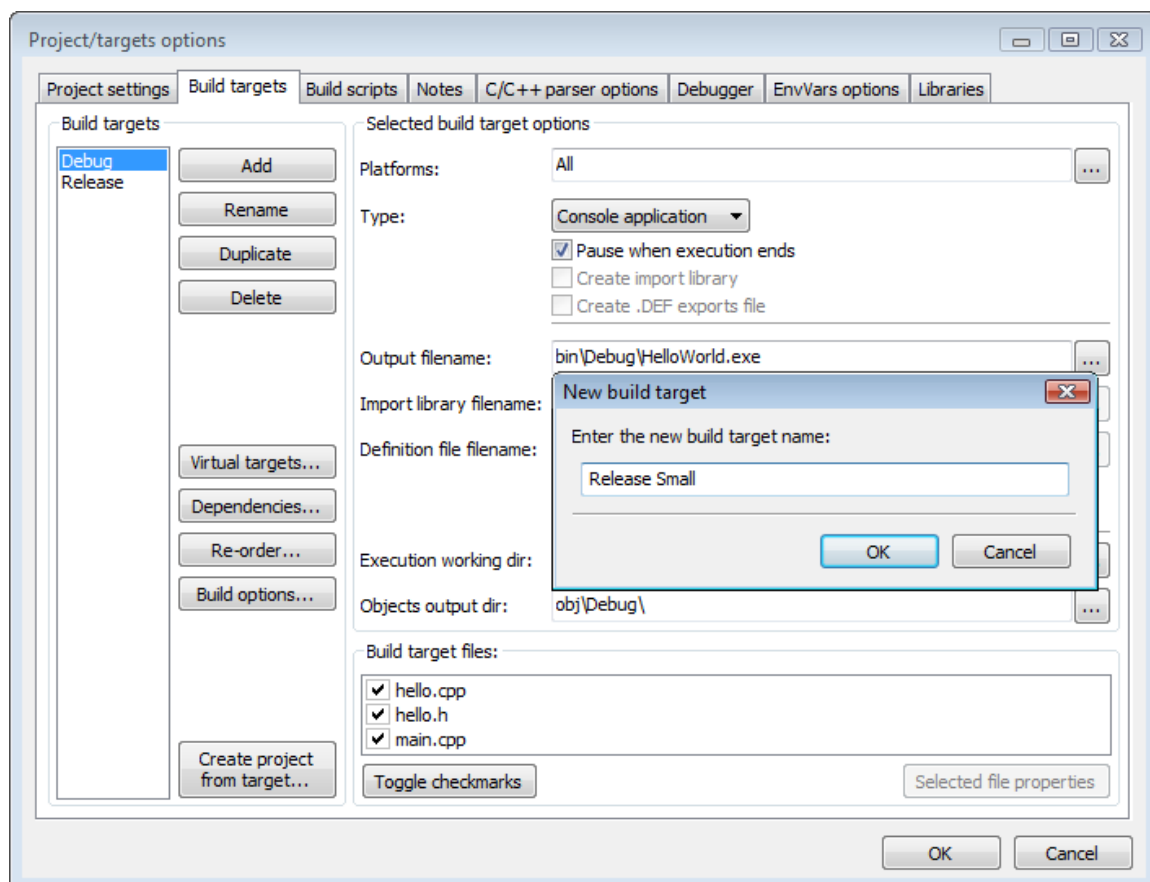 Project/targets options
Project settings Build targets Build scripts Notes C/C++ parser options Debugger EnvVars options Libraries
Build targets
Debug
Release
Add
Rename
Duplicate
Delete
Virtual targets...
Dependencies...
Re-order...
Build options...
Create project
from target...
Selected build target options
Platforms: All ...
Type: Console application
Pause when execution ends
Create import library
Create .DEF exports file
Output filename: bin\Debug\HelloWorld.exe ...
Import library filename:
Definition file filename:
Execution working dir:
Objects output dir: obj\Debug\ ...
New build target
Enter the new build target name:
Release Small
OK Cancel
Build target files:
hello.cpp
hello.h
main.cpp
Toggle checkmarks Selected file properties
OK Cancel